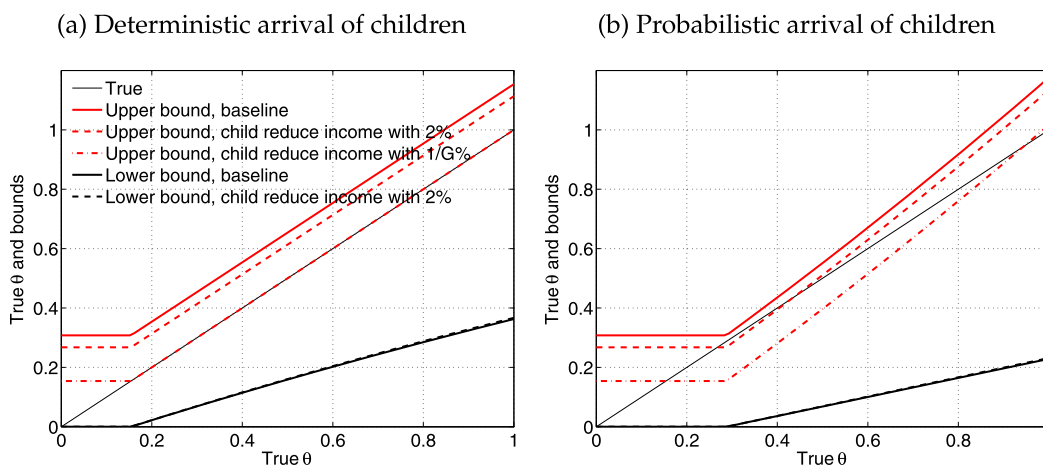 (a) Deterministic arrival of children
True
Upper bound, baseline
Upper bound, child reduce income with 2%
Upper bound, child reduce income with 1/G%
Lower bound, baseline
Lower bound, child reduce income with 2%
1
0.8
0.6
0.4
0.2
0
True θ and bounds
0 0.2 0.4 0.6 0.8 1
True θ
(b) Probabilistic arrival of children
1
0.8
0.6
0.4
0.2
0
True θ and bounds
0 0.2 0.4 0.6 0.8
True θ